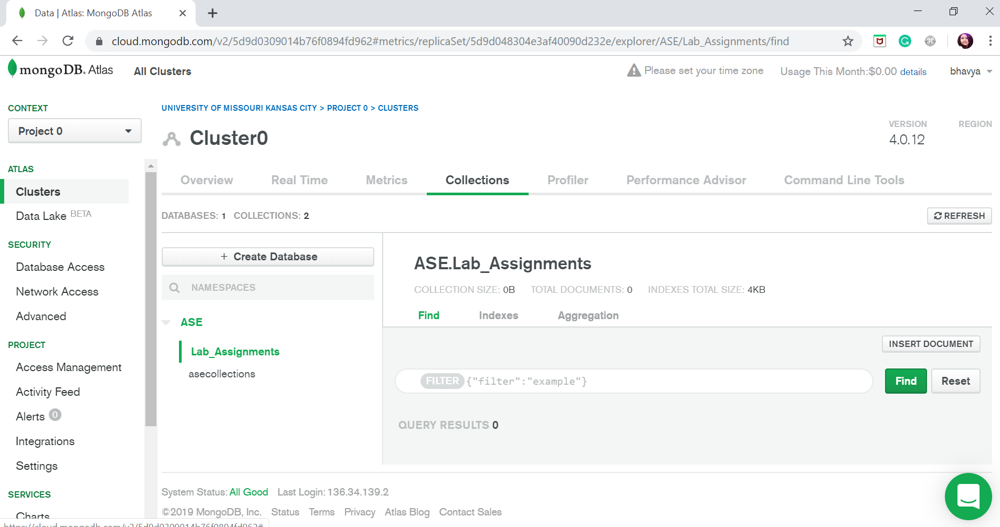 Data | Atlas: MongoDB Atlas
cloud.mongodb.com/v2/5d9d0309014b76f0894fd962#metrics/replicaSet/5d9d048304e3af40090d232e/explorer/ASE/Lab_Assignments/find
mongoDB. Atlas All Clusters Please set your time zone Usage This Month:$0.00 details bhavya
CONTEXT
Project 0
ATLAS
Clusters
Data Lake BETA
SECURITY
Database Access
Network Access
Advanced
PROJECT
Access Management
Activity Feed
Alerts 0
Integrations
Settings
SERVICES
Charts
https://cloud.mongodb.com/v2/5d9d0309014b76f0894fd962#
UNIVERSITY OF MISSOURI KANSAS CITY > PROJECT 0 > CLUSTERS
Cluster0
VERSION REGION
4.0.12
Overview Real Time Metrics Collections Profiler Performance Advisor Command Line Tools
DATABASES: 1 COLLECTIONS: 2 REFRESH
+ Create Database
NAMESPACES
ASE
Lab_Assignments
asecollections
ASE.Lab_Assignments
COLLECTION SIZE: 0B TOTAL DOCUMENTS: 0 INDEXES TOTAL SIZE: 4KB
Find Indexes Aggregation
INSERT DOCUMENT
FILTER {"filter":"example"} Find Reset
QUERY RESULTS 0
System Status: All Good Last Login: 136.34.139.2
©2019 MongoDB, Inc. Status Terms Privacy Atlas Blog Contact Sales